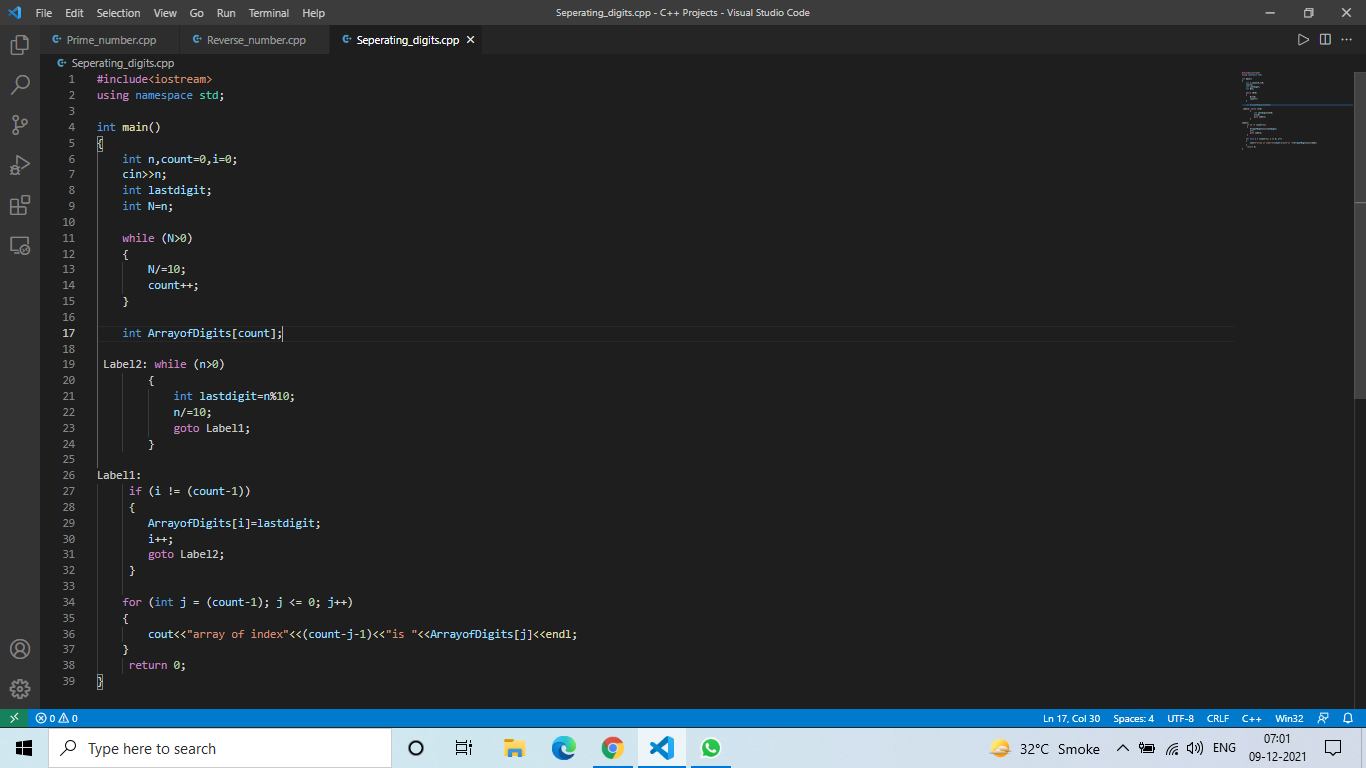 File Edit Selection View Go Run Terminal Help Seperating_digits.cpp - C++ Projects - Visual Studio Code
Prime_number.cpp Reverse_number.cpp Seperating_digits.cpp
Seperating_digits.cpp
1 #include<iostream>
2 using namespace std;
3
4 int main()
5 {
6 int n,count=0,i=0;
7 cin>>n;
8 int lastdigit;
9 int N=n;
10
11 while (N>0)
12 {
13 N/=10;
14 count++;
15 }
16
17 int ArrayofDigits[count];
18
19 Label2: while (n>0)
20 {
21 int lastdigit=n%10;
22 n/=10;
23 goto Label1;
24 }
25
26 Label1:
27 if (i != (count-1))
28 {
29 ArrayofDigits[i]=lastdigit;
30 i++;
31 goto Label2;
32 }
33
34 for (int j = (count-1); j <= 0; j++)
35 {
36 cout<<"array of index"<<(count-j-1)<<"is "<<ArrayofDigits[j]<<endl;
37 }
38 return 0;
39 }
0 0 Ln 17, Col 30 Spaces: 4 UTF-8 CRLF C++ Win32
Type here to search 32°C Smoke ENG 07:01
09-12-2021